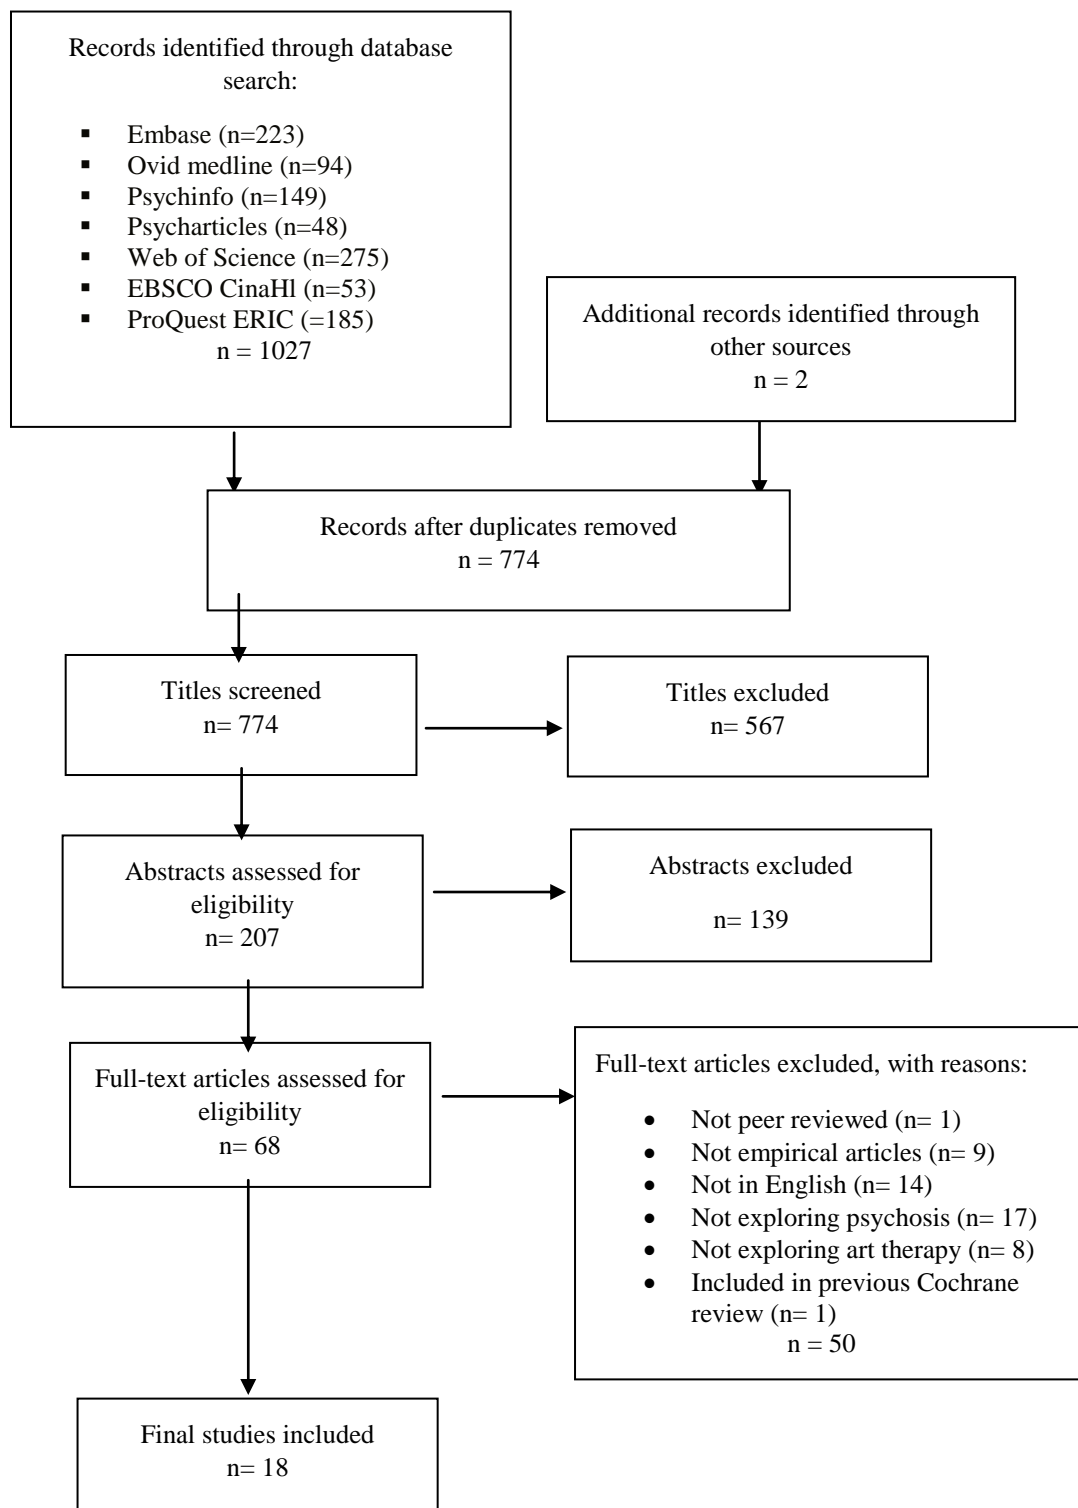 Records identified through database
search:
▪ Embase (n=223)
▪ Ovid medline (n=94)
▪ Psychinfo (n=149)
▪ Psycharticles (n=48)
▪ Web of Science (n=275)
▪ EBSCO CinaHl (n=53)
▪ ProQuest ERIC (=185)
n = 1027
Additional records identified through
other sources
n = 2
Records after duplicates removed
n = 774
Titles screened
n= 774
Titles excluded
n= 567
Abstracts assessed for
eligibility
n= 207
Abstracts excluded
n= 139
Full-text articles assessed for
eligibility
n= 68
Full-text articles excluded, with reasons:
• Not peer reviewed (n= 1)
• Not empirical articles (n= 9)
• Not in English (n= 14)
• Not exploring psychosis (n= 17)
• Not exploring art therapy (n= 8)
• Included in previous Cochrane
review (n= 1)
n = 50
Final studies included
n= 18